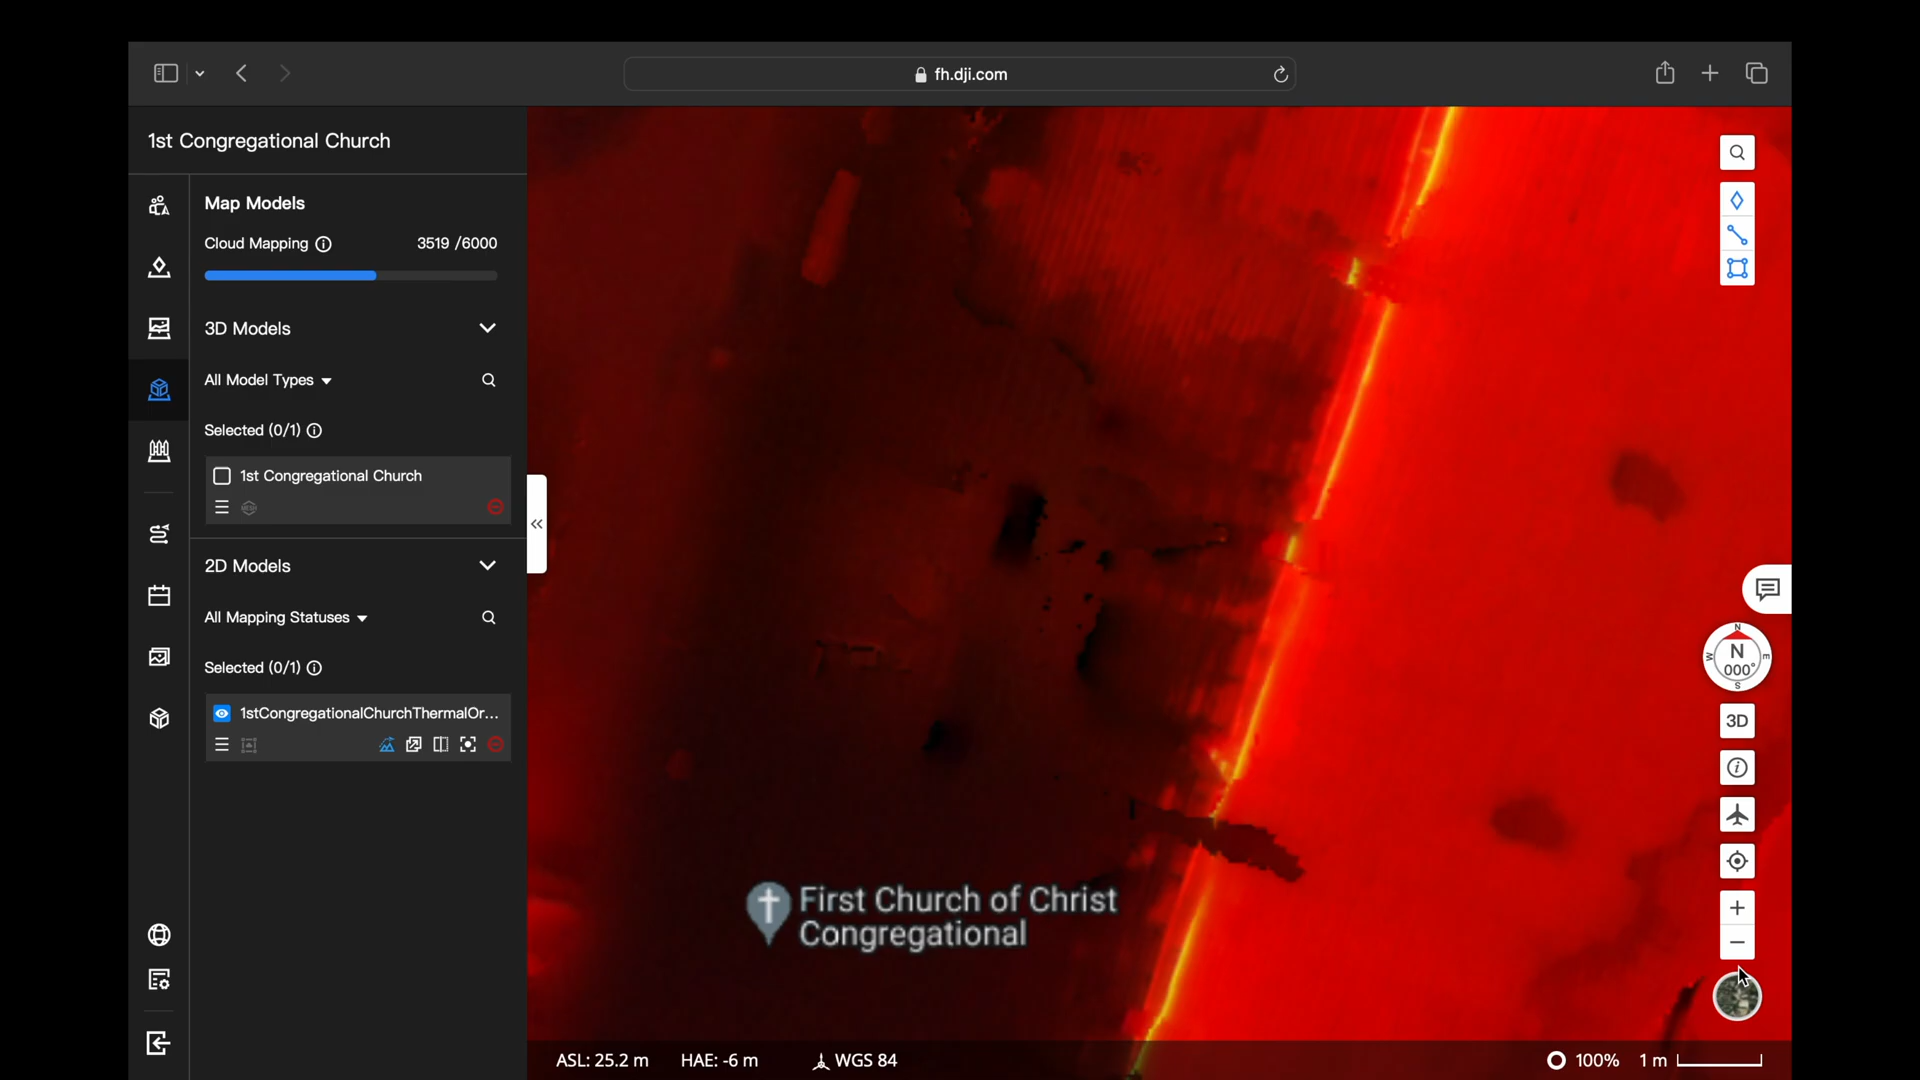 fh.dji.com
1st Congregational Church
Map Models
Cloud Mapping 3519 /6000
3D Models
All Model Types
Selected (0/1)
1st Congregational Church
2D Models
All Mapping Statuses
Selected (0/1)
1stCongregationalChurchThermalOr...
First Church of Christ
Congregational
N
W N E
000°
S
3D
ASL: 25.2 m HAE: -6 m WGS 84 100% 1 m